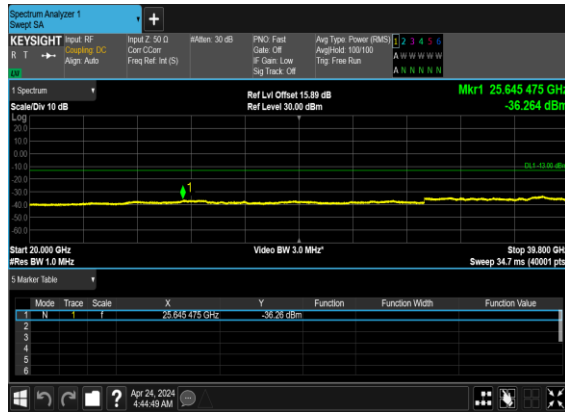 Spectrum Analyzer 1
Swept SA
+
KEYSIGHT Input: RF Input Z: 50 Ω #Atten: 30 dB PNO: Fast Avg Type: Power (RMS) 1 2 3 4 5 6
R T Coupling: DC Corr CCorr Gate: Off Avg|Hold: 100/100 A W W W W W
Align: Auto Freq Ref: Int (S) IF Gain: Low Trig: Free Run
LW Sig Track: Off A N N N N N
1 Spectrum Ref Lvl Offset 15.89 dB Mkr1 25.645 475 GHz
Scale/Div 10 dB Ref Level 30.00 dBm -36.264 dBm
Log
20.0
10.0
0.00
-10.0 DL1 -13.00 dBm
-20.0
-30.0 1
-40.0
-50.0
-60.0
Start 20.000 GHz Video BW 3.0 MHz* Stop 39.800 GHz
#Res BW 1.0 MHz Sweep 34.7 ms (40001 pts)
5 Marker Table
Mode Trace Scale X Y Function Function Width Function Value
1 N 1 f 25.645 475 GHz -36.26 dBm
2
3
4
5
6
? Apr 24, 2024
4:44:49 AM